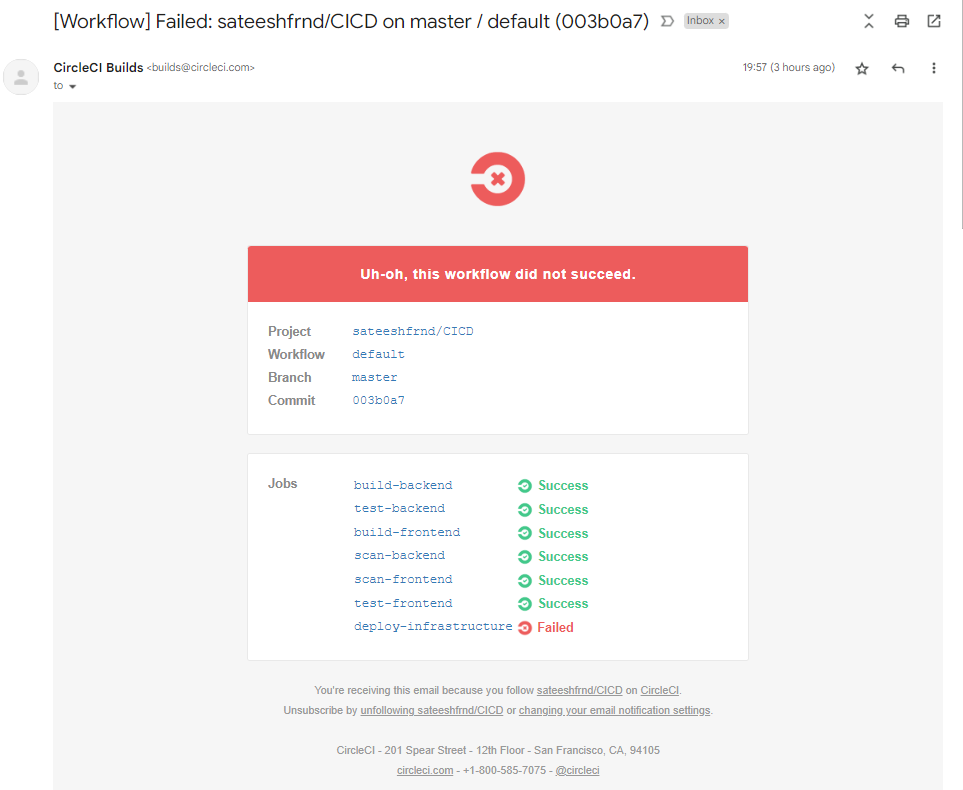 [Workflow] Failed: sateeshfrnd/CICD on master / default (003b0a7) Inbox ×
CircleCI Builds <builds@circleci.com> 19:57 (3 hours ago)
to
Uh-oh, this workflow did not succeed.
Project sateeshfrnd/CICD
Workflow default
Branch master
Commit 003b0a7
Jobs build-backend Success
test-backend Success
build-frontend Success
scan-backend Success
scan-frontend Success
test-frontend Success
deploy-infrastructure Failed
You're receiving this email because you follow sateeshfrnd/CICD on CircleCI.
Unsubscribe by unfollowing sateeshfrnd/CICD or changing your email notification settings.
CircleCI - 201 Spear Street - 12th Floor - San Francisco, CA, 94105
circleci.com - +1-800-585-7075 - @circleci